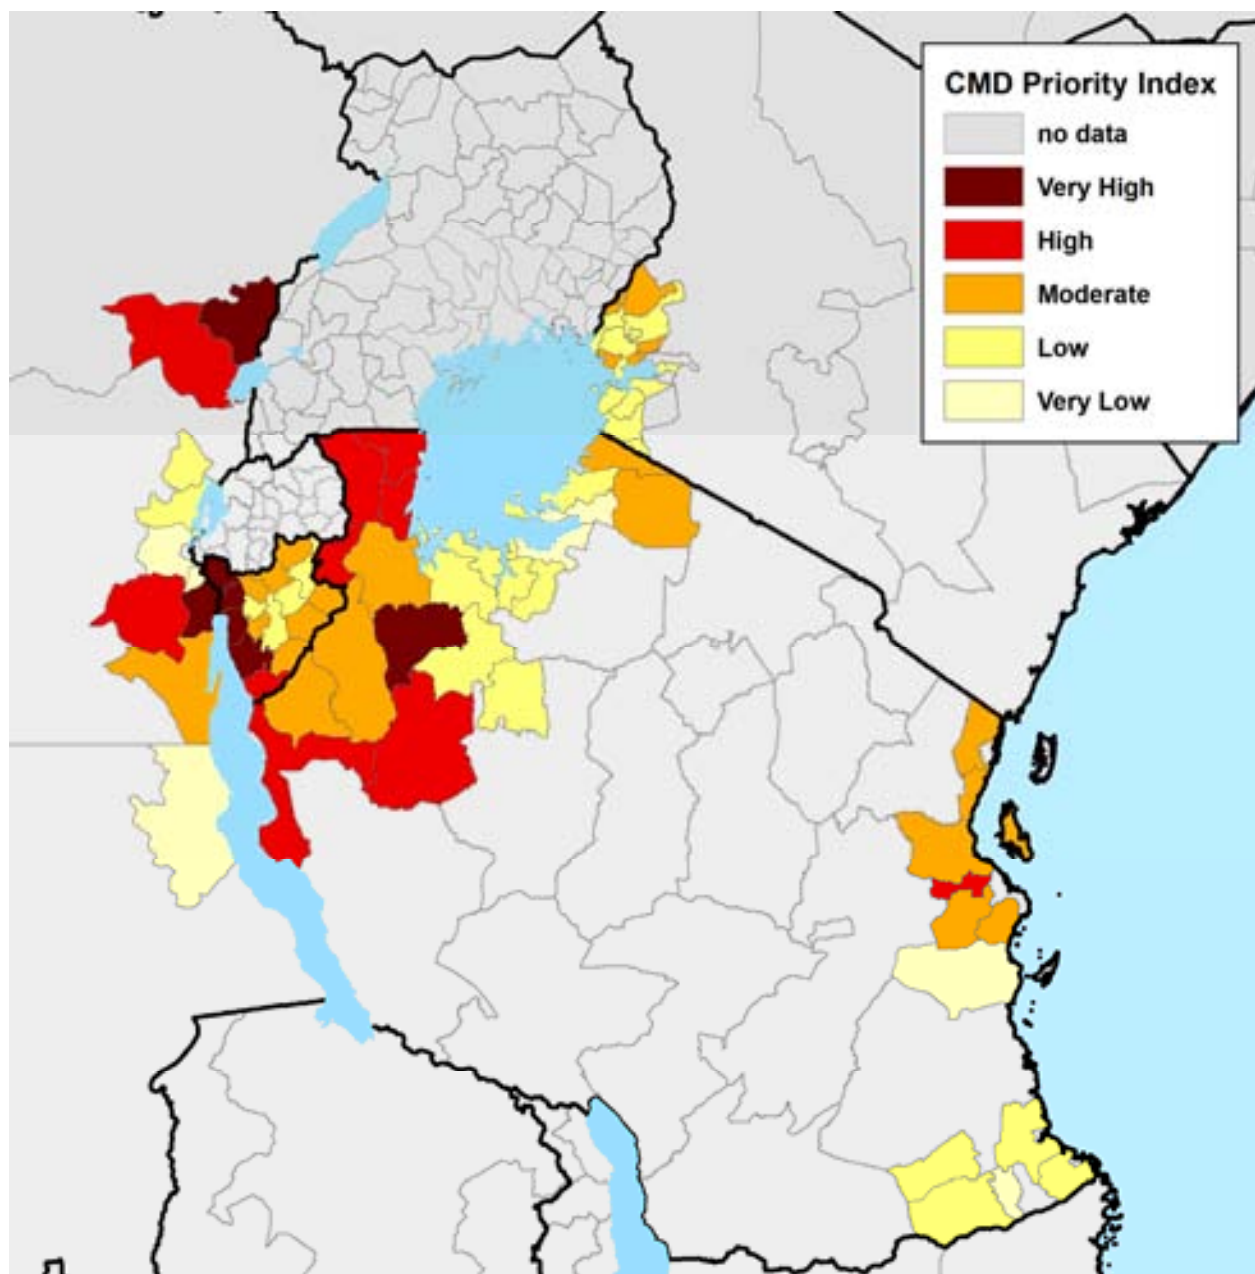 CMD Priority Index
no data
Very High
High
Moderate
Low
Very Low